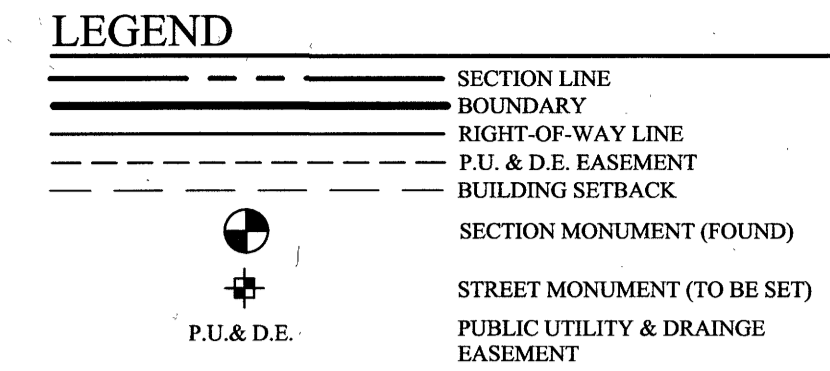 LEGEND
SECTION LINE
BOUNDARY
RIGHT-OF-WAY LINE
P.U. & D.E. EASEMENT
BUILDING SETBACK
SECTION MONUMENT (FOUND)
STREET MONUMENT (TO BE SET)
P.U.& D.E. PUBLIC UTILITY & DRAINGE
EASEMENT